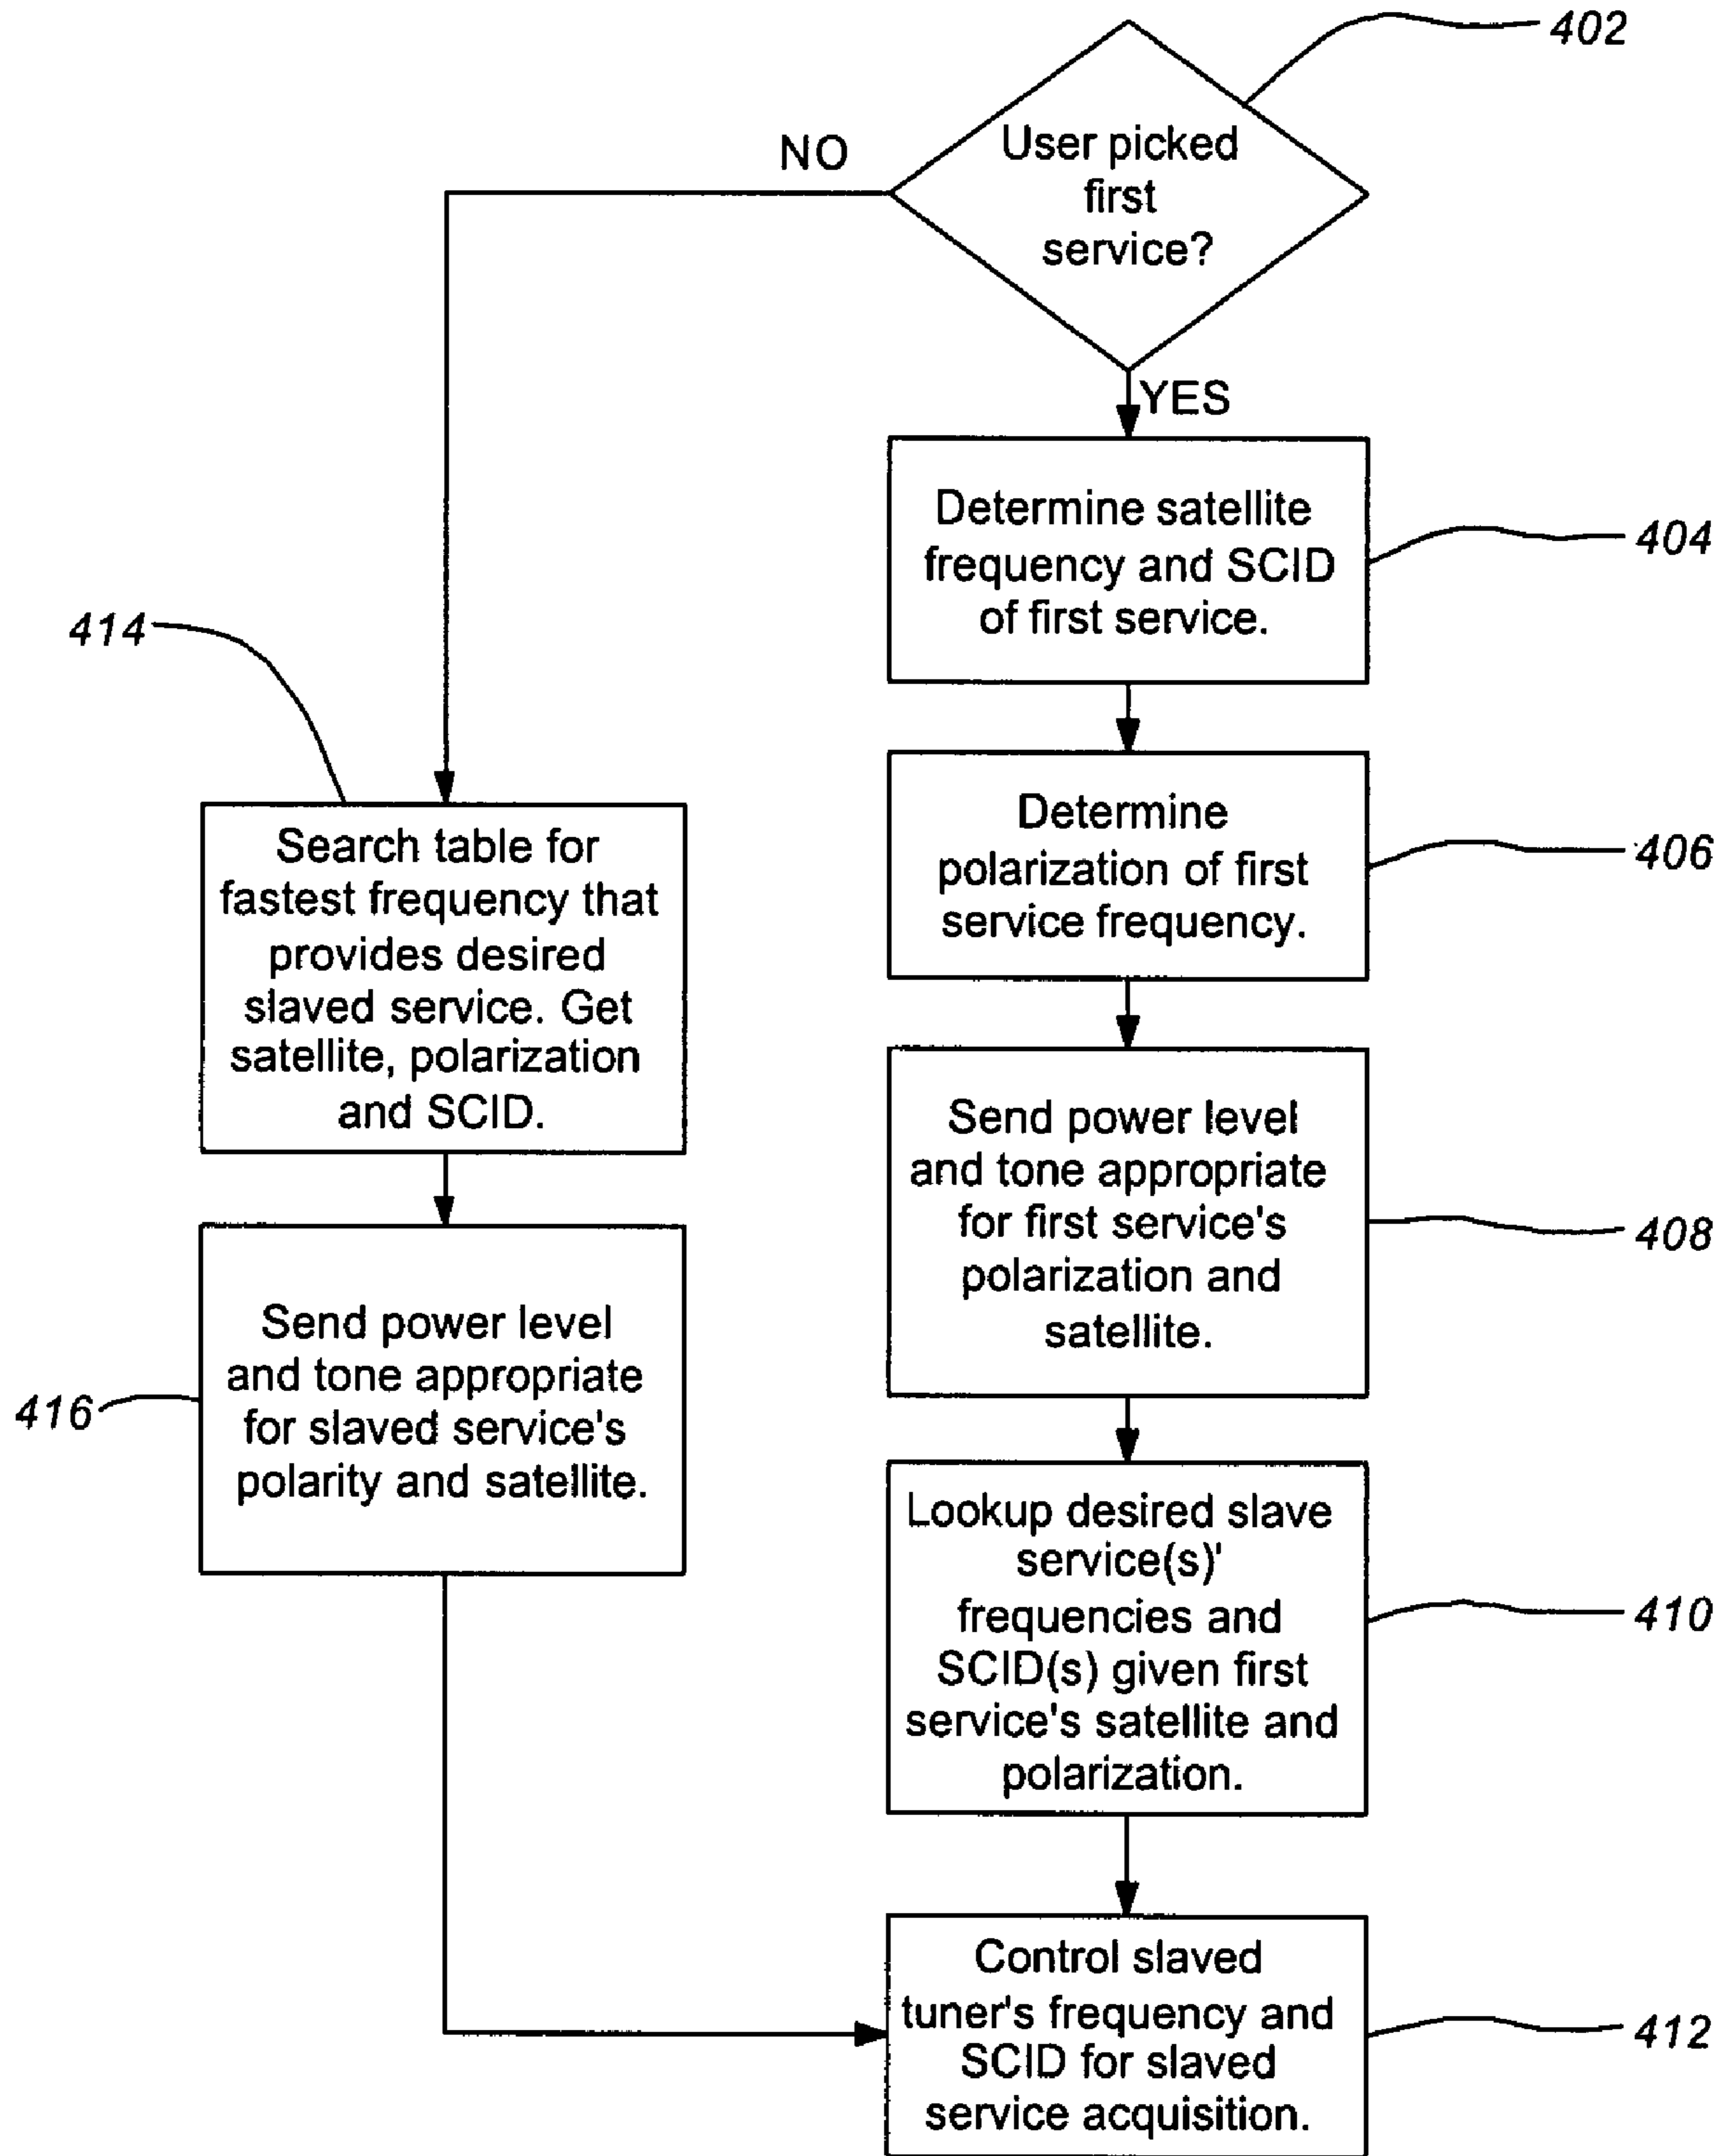 402
User picked
first
service?
NO
YES
Determine satellite
frequency and SCID
of first service.
404
414
Determine
polarization of first
service frequency.
406
Search table for
fastest frequency that
provides desired
slaved service. Get
satellite, polarization
and SCID.
Send power level
and tone appropriate
for first service's
polarization and
satellite.
408
Send power level
and tone appropriate
for slaved service's
polarity and satellite.
416
Lookup desired slave
service(s)'
frequencies and
SCID(s) given first
service's satellite and
polarization.
410
Control slaved
tuner's frequency and
SCID for slaved
service acquisition.
412